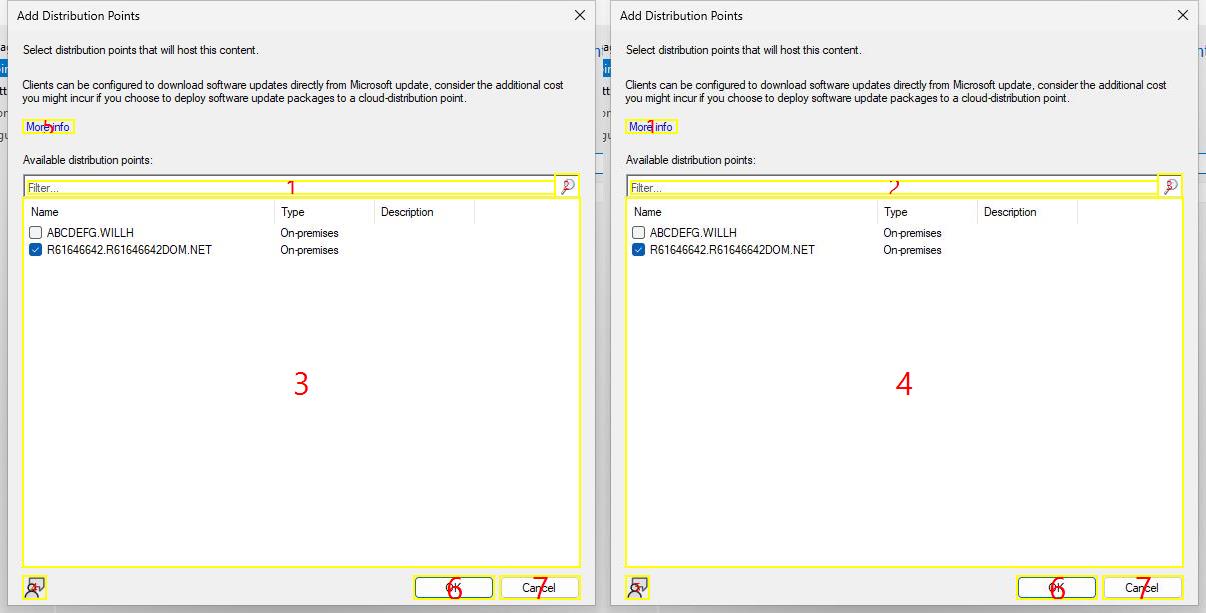 Add Distribution Points
Select distribution points that will host this content.
Clients can be configured to download software updates directly from Microsoft update, consider the additional cost
you might incur if you choose to deploy software update packages to a cloud-distribution point.
More info
5
Available distribution points:
Filter...
1
2
Name Type Description
ABCDEFG.WILLH On-premises
R61646642.R61646642DOM.NET On-premises
3
4
OK
6
Cancel
7
Add Distribution Points
Select distribution points that will host this content.
Clients can be configured to download software updates directly from Microsoft update, consider the additional cost
you might incur if you choose to deploy software update packages to a cloud-distribution point.
More info
1
Available distribution points:
Filter...
2
3
Name Type Description
ABCDEFG.WILLH On-premises
R61646642.R61646642DOM.NET On-premises
4
5
OK
6
Cancel
7